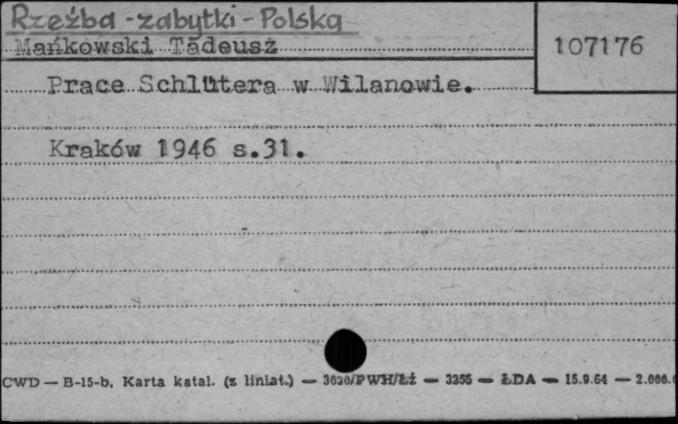 Rzeźba - zabytki - Polska
Mańkowski Tadeusz
107176
Prace Schlütera w Wilanowie.
Kraków 1946 s.31.
CWD — B-15-b. Karta katal. (z liniat.) — 3020/PWH/Łź — 3255 — ŁDA — 15.9.64 — 2.000.